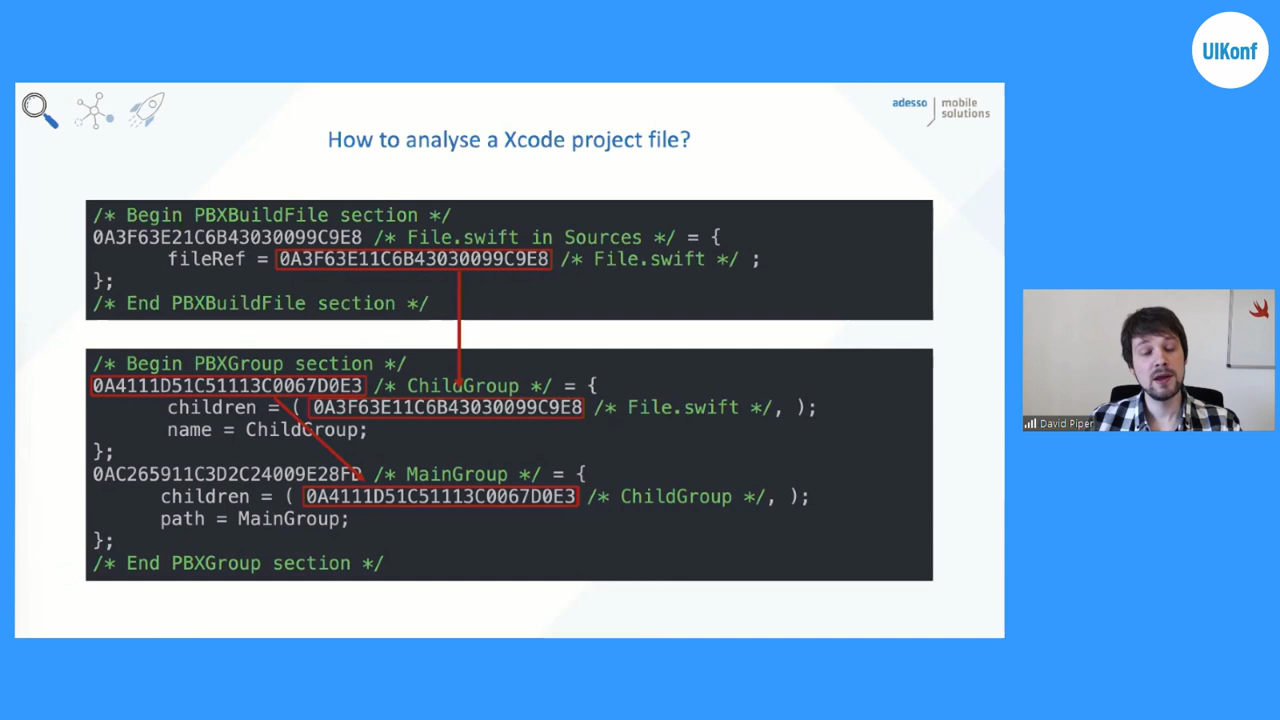 UIKonf
adesso
mobile
solutions
How to analyse a Xcode project file?
/* Begin PBXBuildFile section */
0A3F63E21C6B43030099C9E8 /* File.swift in Sources */ = {
fileRef = 0A3F63E11C6B43030099C9E8 /* File.swift */ ;
};
/* End PBXBuildFile section */
/* Begin PBXGroup section */
0A4111D51C51113C0067D0E3 /* ChildGroup */ = {
children = ( 0A3F63E11C6B43030099C9E8 /* File.swift */, );
name = ChildGroup;
};
0AC265911C3D2C24009E28FD /* MainGroup */ = {
children = ( 0A4111D51C51113C0067D0E3 /* ChildGroup */, );
path = MainGroup;
};
/* End PBXGroup section */
David Piper